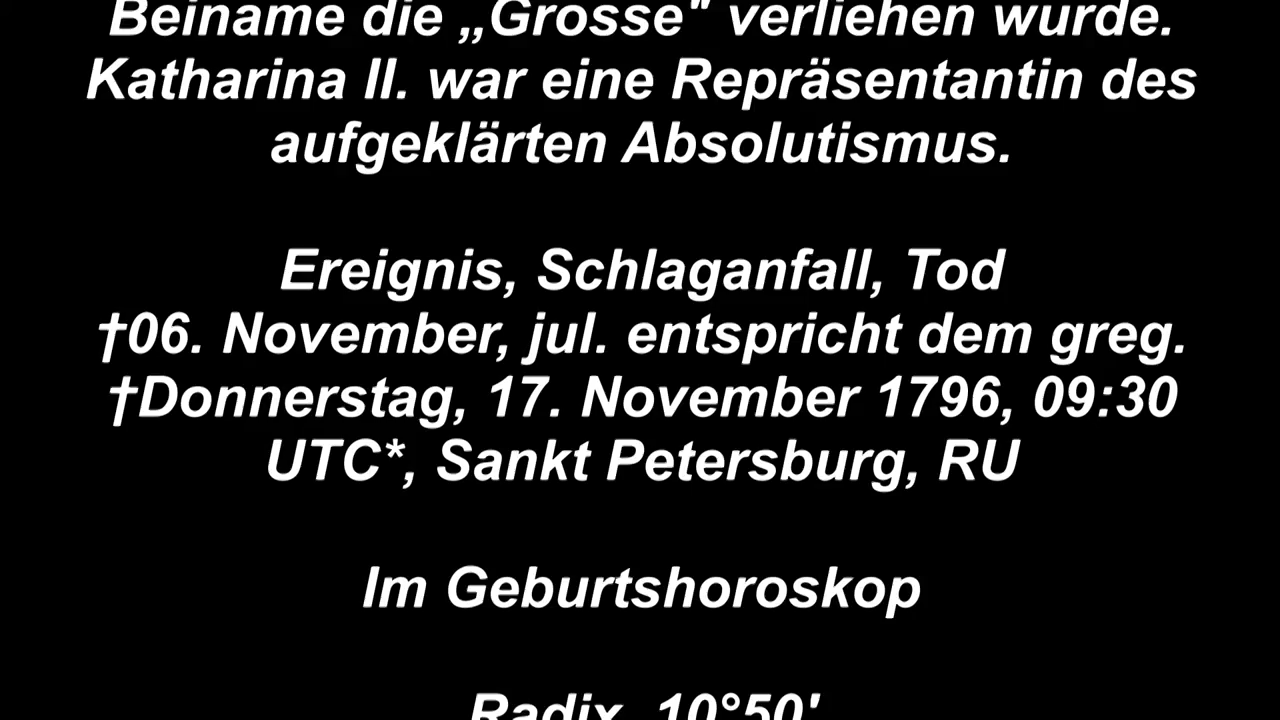 Beiname die „Grosse" verliehen wurde.
Katharina II. war eine Repräsentantin des
aufgeklärten Absolutismus.
Ereignis, Schlaganfall, Tod
†06. November, jul. entspricht dem greg.
†Donnerstag, 17. November 1796, 09:30
UTC*, Sankt Petersburg, RU
Im Geburtshoroskop
Radix, 10°50'